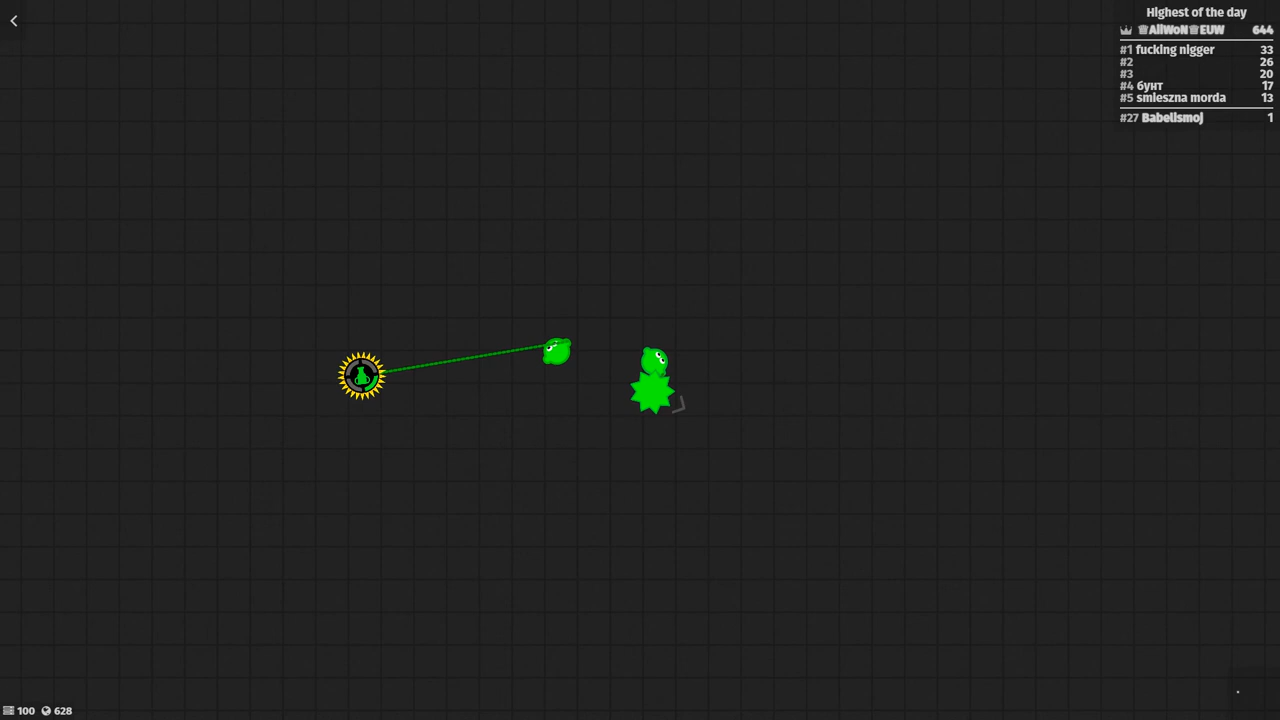 Highest of the day
♕AllWoN♕EUW 644
#1 fucking nigger 33
#2 26
#3 20
#4 бунт 17
#5 smieszna morda 13
#27 Babelismoj 1
100 628